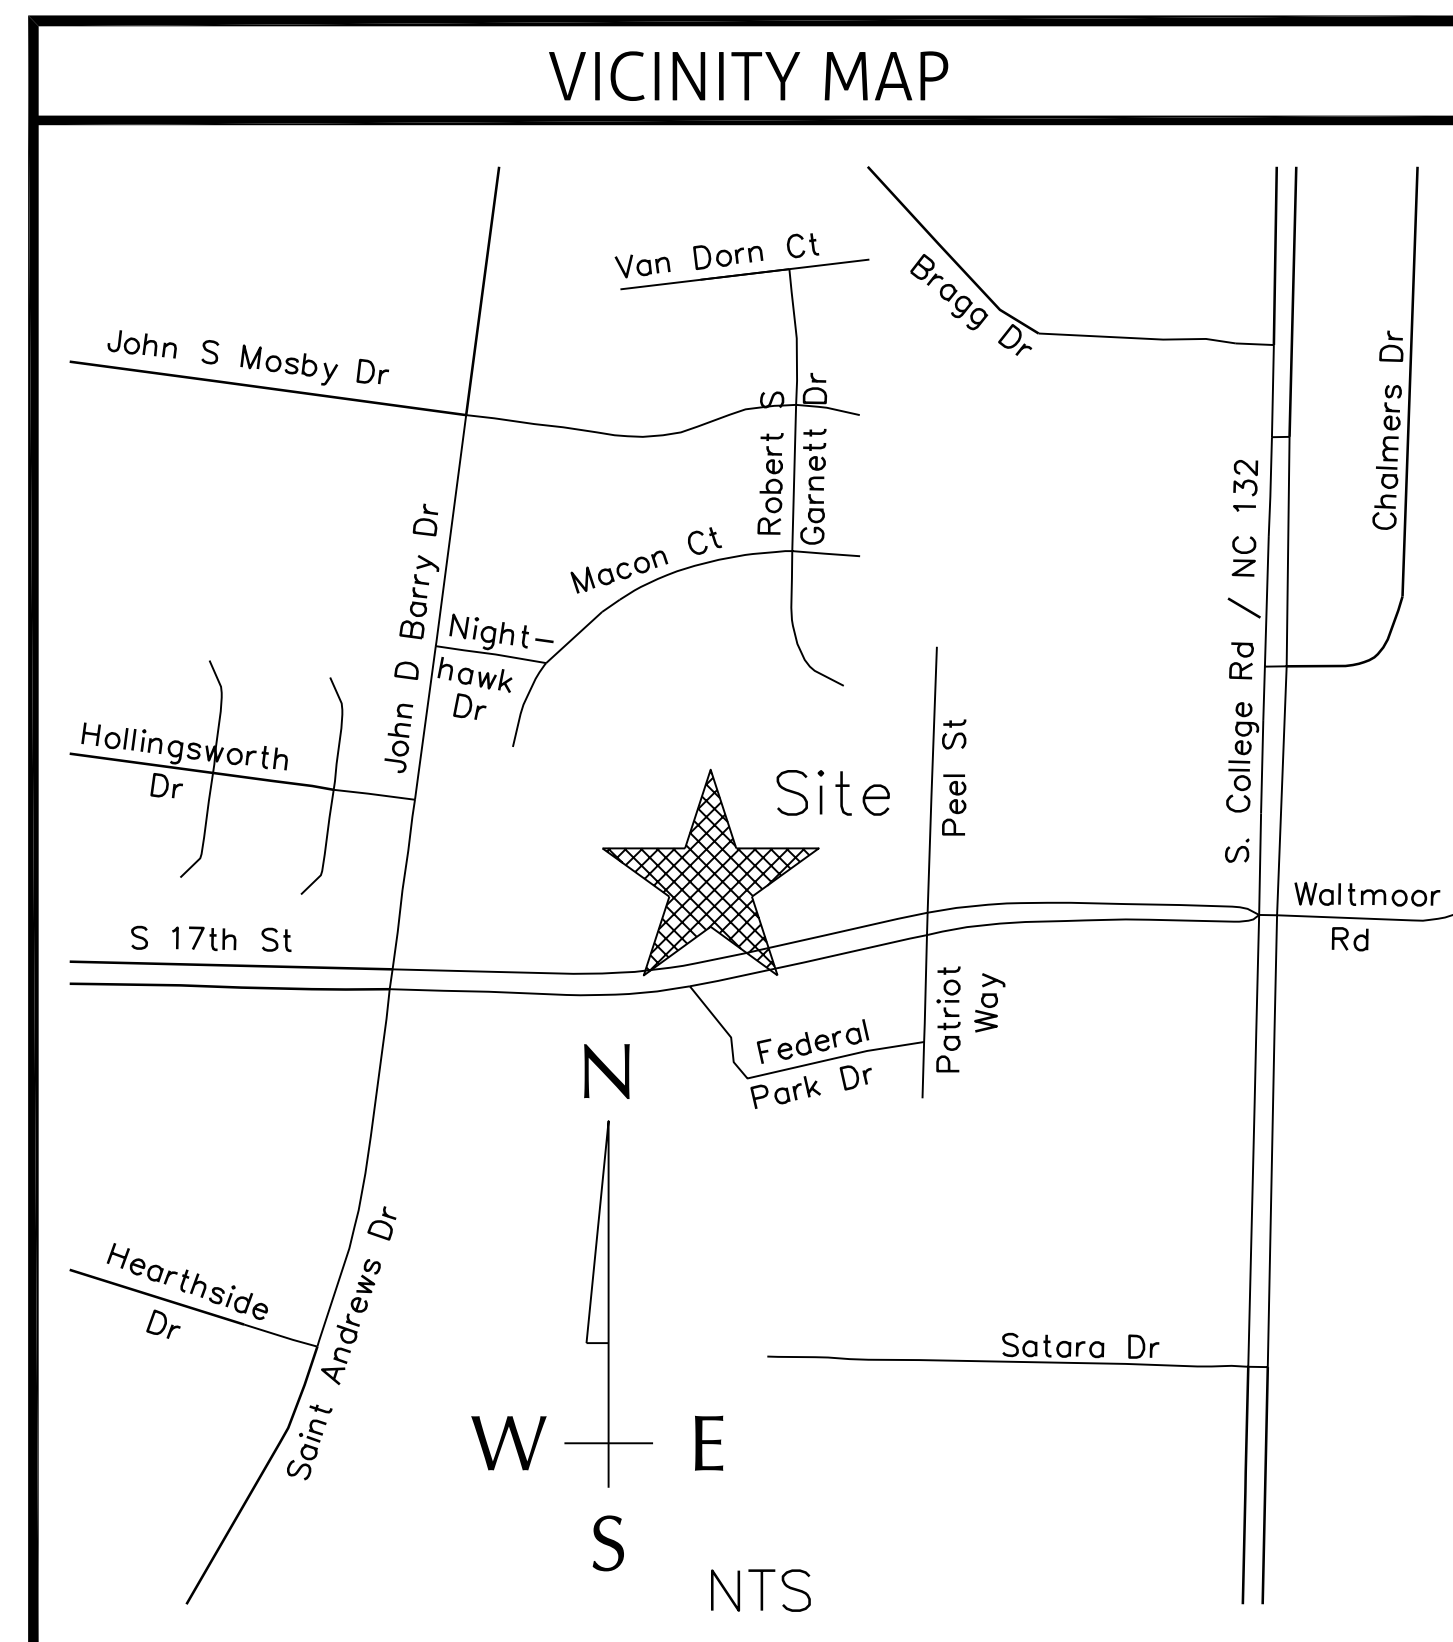 VICINITY MAP
Van Dorn Ct
Bragg Dr
John S Mosby Dr
Robert S
Garnett Dr
Chalmers Dr
S. College Rd / NC 132
John D Barry Dr
Macon Ct
Night-
hawk
Dr
Hollingsworth
Dr
Site
Peel St
Waltmoor
Rd
S 17th St
Patriot
Way
Federal
Park Dr
N
Hearthside
Dr
Saint Andrews Dr
Satara Dr
W E
S
NTS